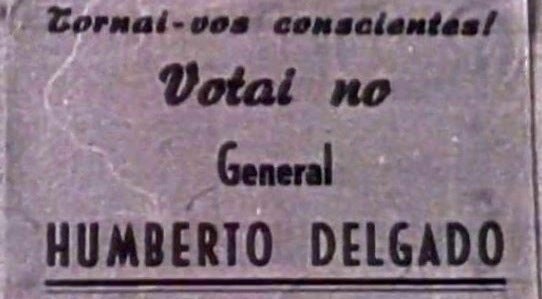 Tornai-vos conscientes!
Votai no
General
HUMBERTO DELGADO